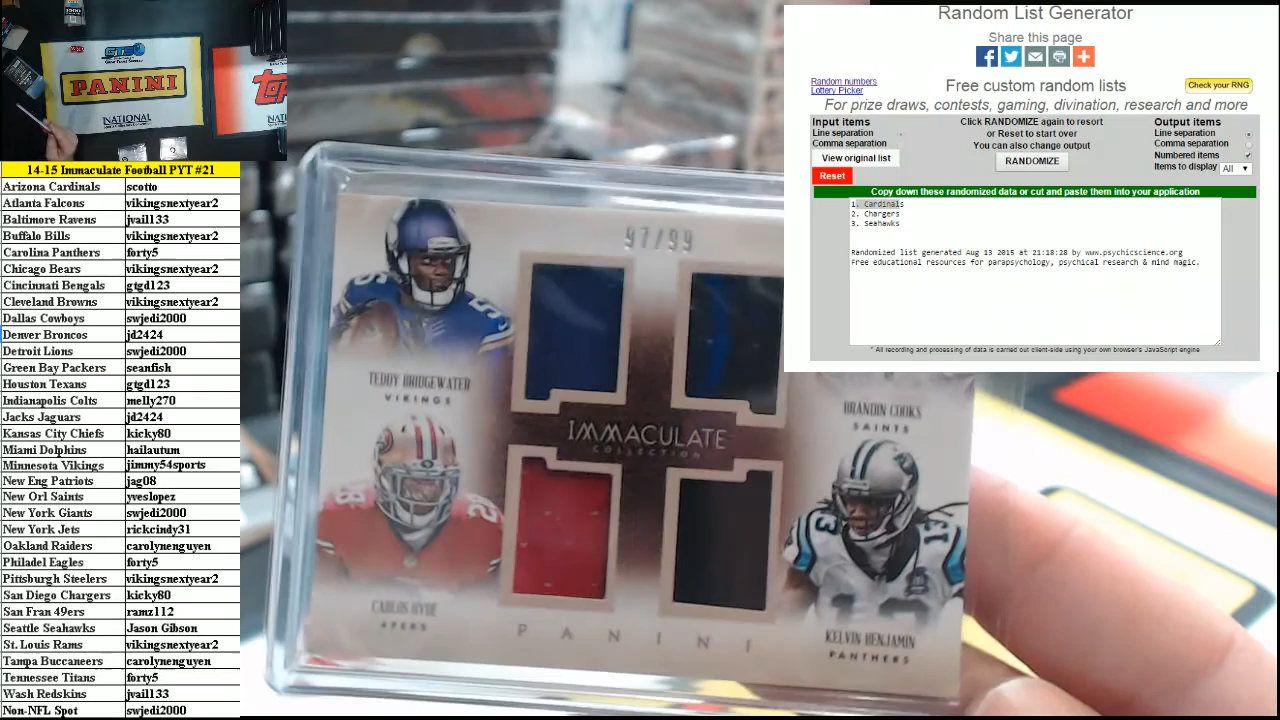 PANINI
NATIONAL
14-15 Immaculate Football PYT #21
Arizona Cardinals scotto
Atlanta Falcons vikingsnextyear2
Baltimore Ravens jvail133
Buffalo Bills vikingsnextyear2
Carolina Panthers forty5
Chicago Bears vikingsnextyear2
Cincinnati Bengals gtgd123
Cleveland Browns vikingsnextyear2
Dallas Cowboys swjedi2000
Denver Broncos jd2424
Detroit Lions swjedi2000
Green Bay Packers seanfish
Houston Texans gtgd123
Indianapolis Colts melly270
Jacks Jaguars jd2424
Kansas City Chiefs kicky80
Miami Dolphins hailautum
Minnesota Vikings jimmy54sports
New Eng Patriots jag08
New Orl Saints yveslopez
New York Giants swjedi2000
New York Jets rickcindy31
Oakland Raiders carolynenguyen
Philadel Eagles forty5
Pittsburgh Steelers vikingsnextyear2
San Diego Chargers kicky80
San Fran 49ers ramz112
Seattle Seahawks Jason Gibson
St. Louis Rams vikingsnextyear2
Tampa Buccaneers carolynenguyen
Tennessee Titans forty5
Wash Redskins jvail133
Non-NFL Spot swjedi2000
97/99
TEDDY BRIDGEWATER
VIKINGS
BRANDIN COOKS
SAINTS
IMMACULATE
COLLECTION
CARLOS HYDE
49ERS
KELVIN BENJAMIN
PANTHERS
PANINI
Random List Generator
Share this page
Random numbers
Lottery Picker
Free custom random lists
Check your RNG
For prize draws, contests, gaming, divination, research and more
Input items
Line separation
Comma separation
View original list
Reset
Click RANDOMIZE again to resort
or Reset to start over
You can also change output
RANDOMIZE
Output items
Line separation
Comma separation
Numbered items
Items to display All
Copy down these randomized data or cut and paste them into your application
1. Cardinals
2. Chargers
3. Seahawks
Randomized list generated Aug 13 2015 at 21:18:28 by www.psychicscience.org
Free educational resources for parapsychology, psychical research & mind magic.
* All recording and processing of data is carried out client-side using your own browser's JavaScript engine